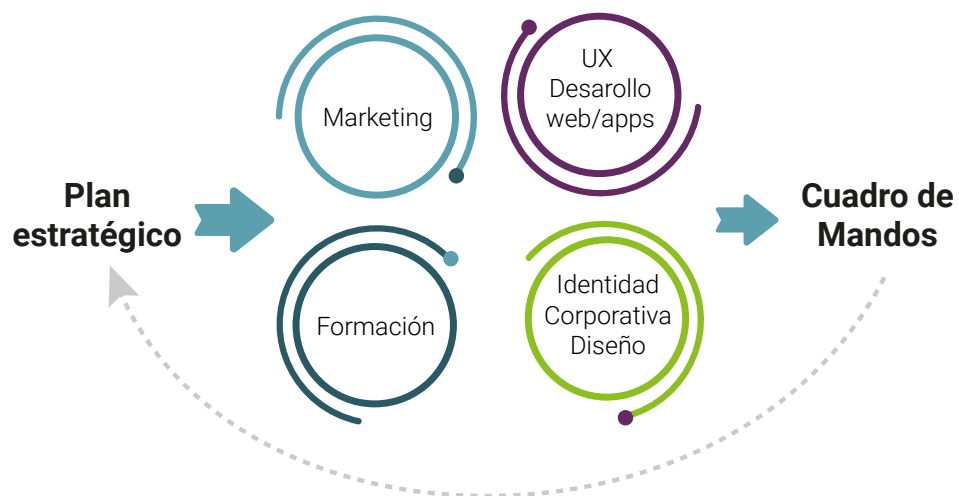 Plan
estratégico
Marketing
UX
Desarollo
web/apps
Formación
Identidad
Corporativa
Diseño
Cuadro de
Mandos